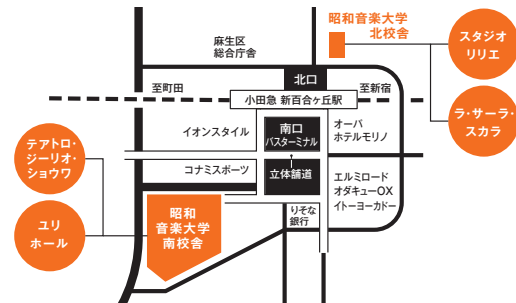 昭和音楽大学
北校舎
スタジオ
リリエ
麻生区
総合庁舎
北口
至町田
至新宿
小田急 新百合ヶ丘駅
ラ・サーラ・
スカラ
イオンスタイル
南口
バスターミナル
オーパ
ホテルモリノ
テアトロ・
ジーリオ・
ショウワ
コナミスポーツ
立体舗道
エルミロード
オダキューOX
イトーヨーカドー
ユリ
ホール
昭和
音楽大学
南校舎
りそな
銀行